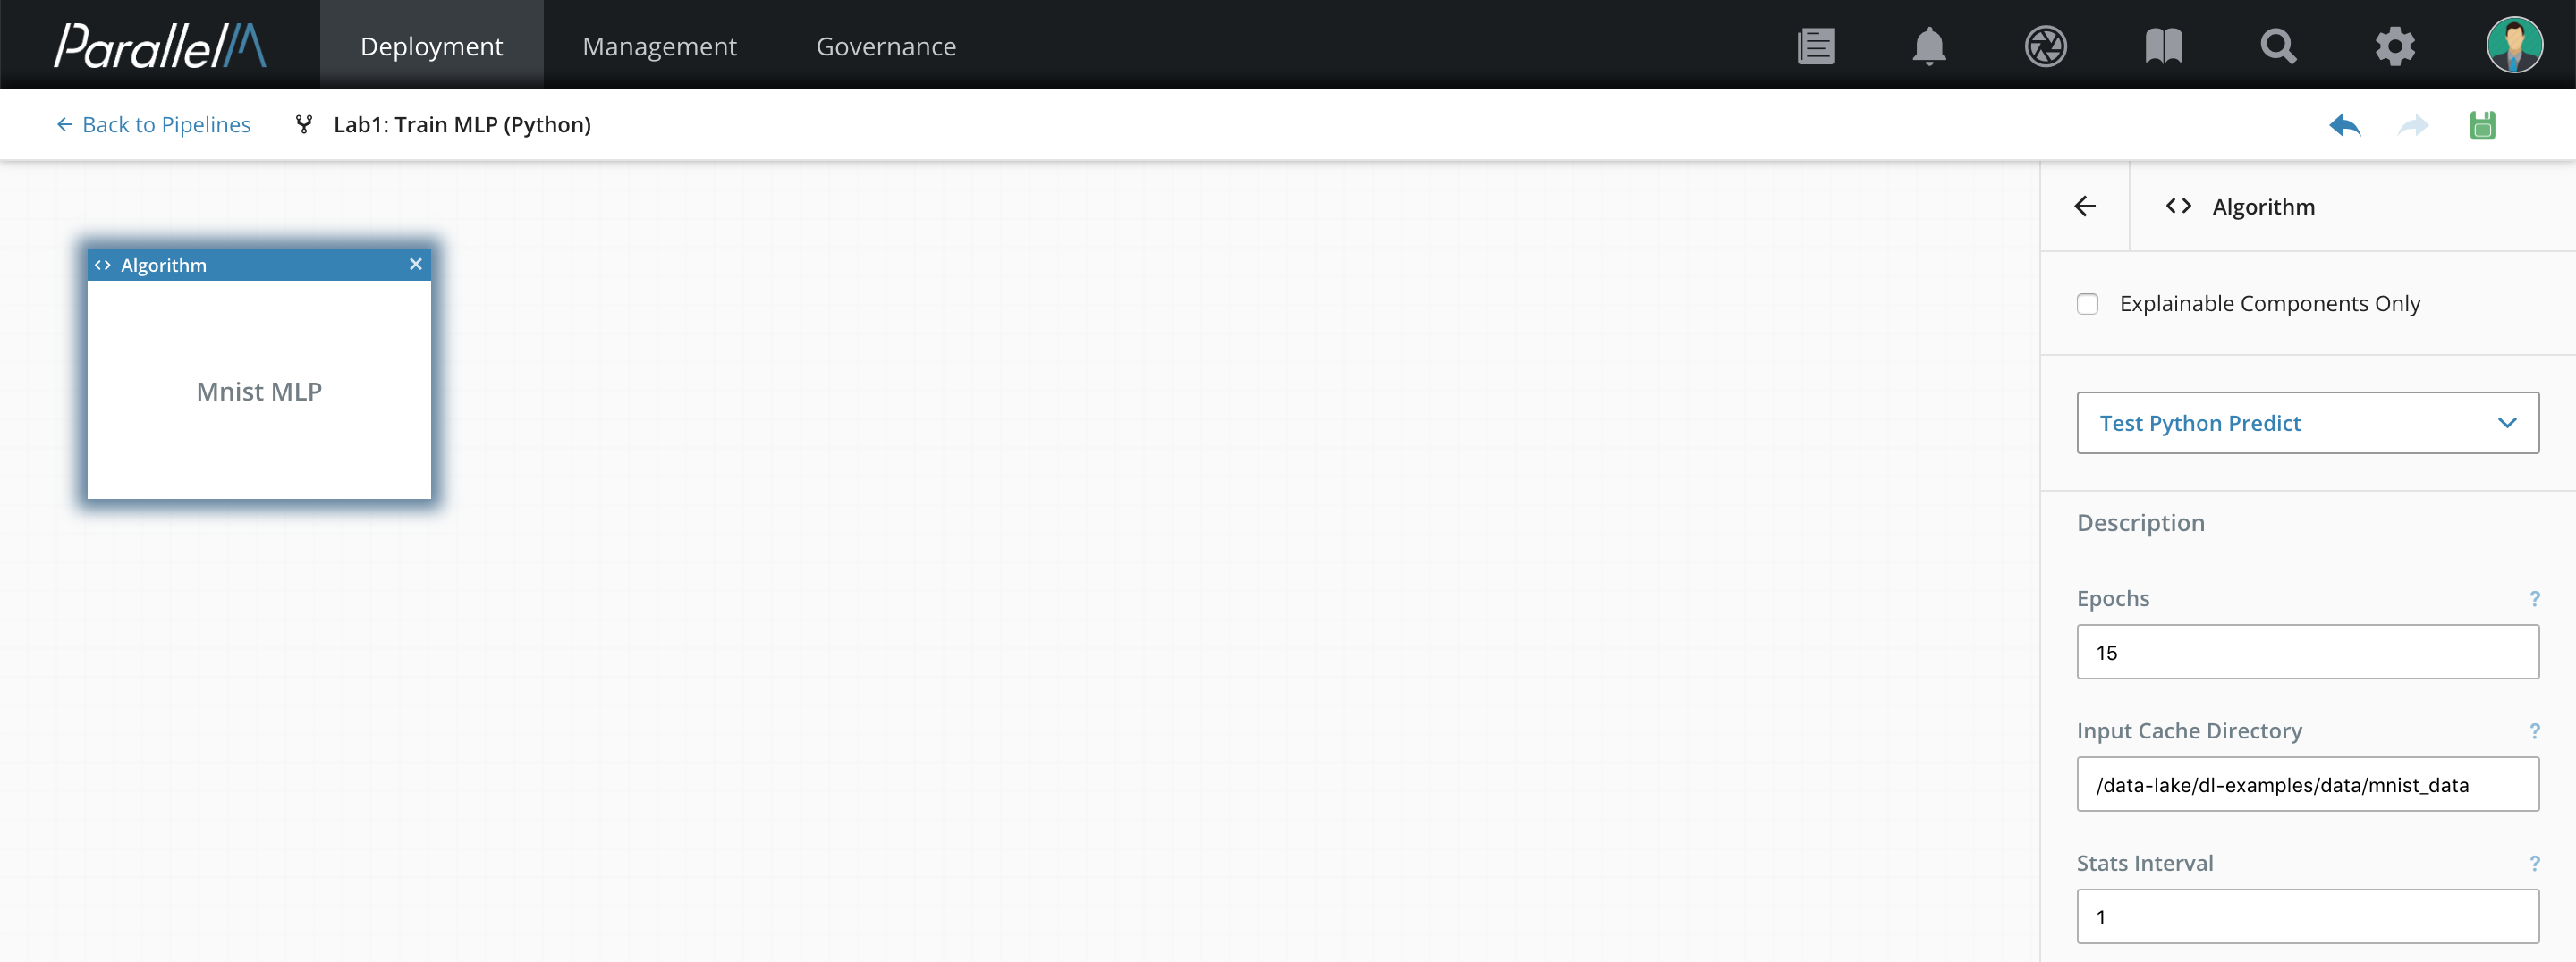 ParallelM
Deployment
Management
Governance
← Back to Pipelines
Lab1: Train MLP (Python)
<> Algorithm
Mnist MLP
<> Algorithm
Explainable Components Only
Test Python Predict
Description
Epochs ?
15
Input Cache Directory ?
/data-lake/dl-examples/data/mnist_data
Stats Interval ?
1